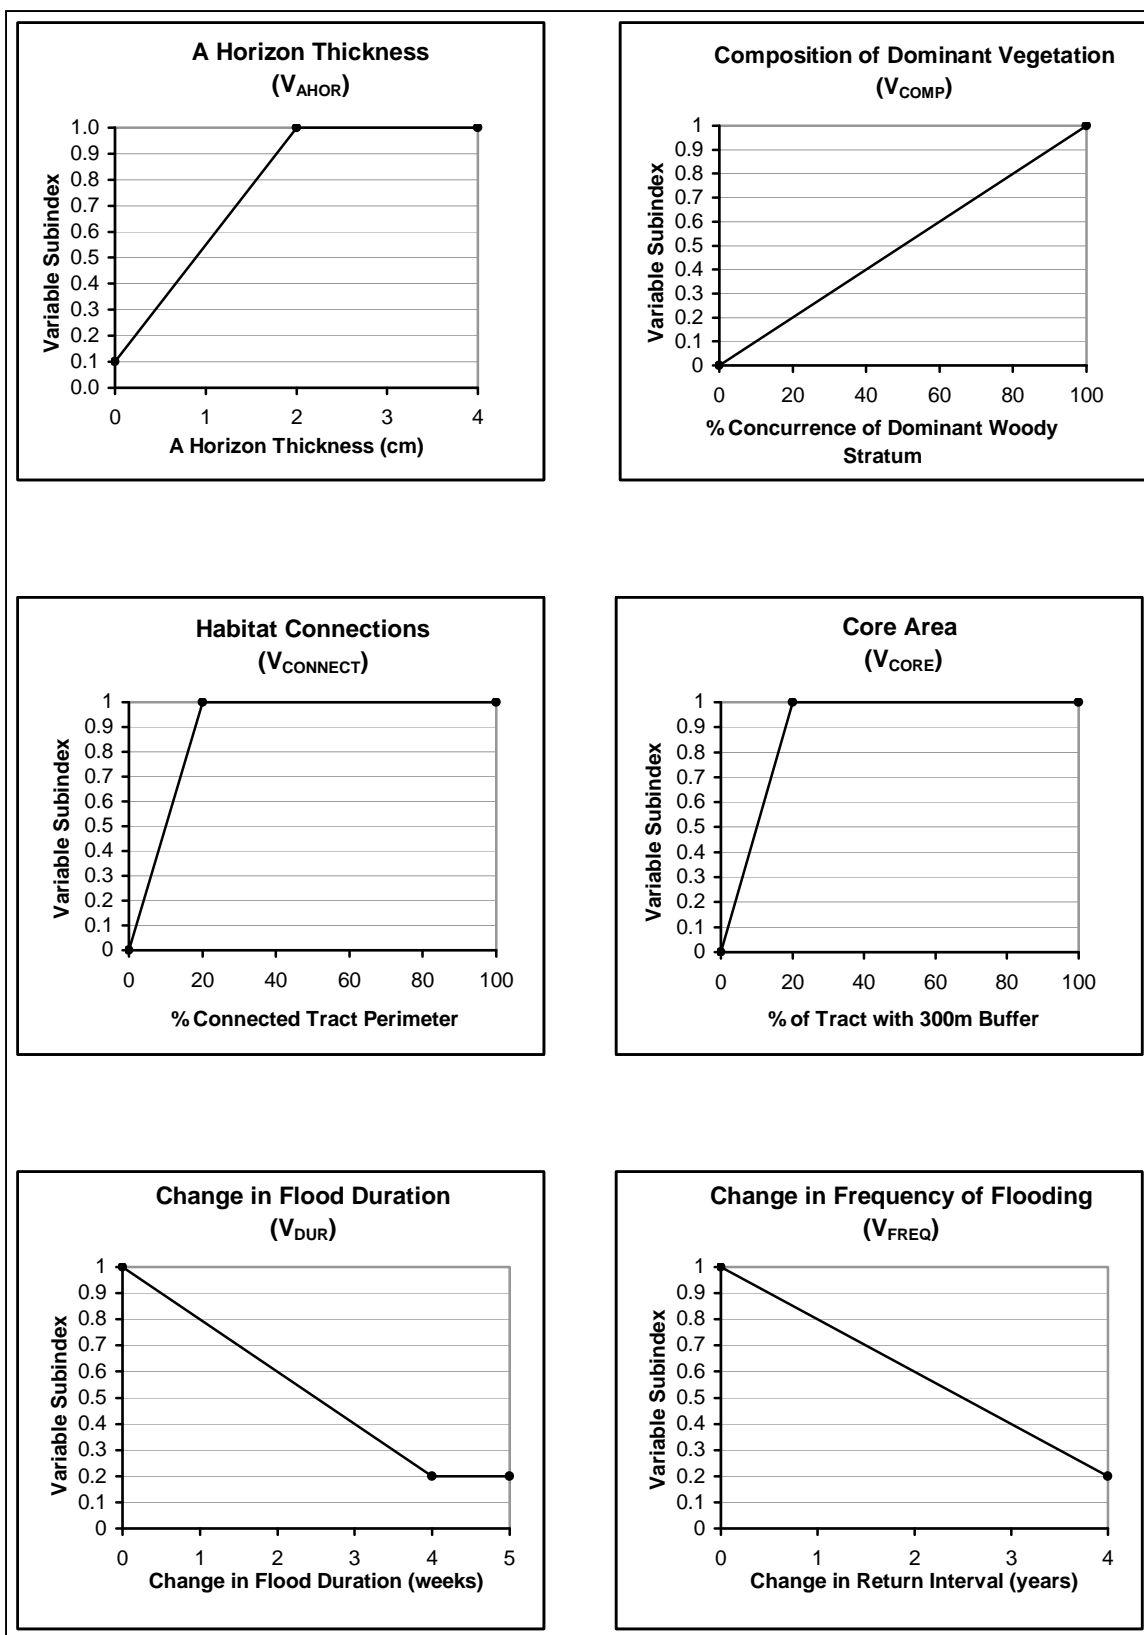 A Horizon Thickness
(VAHOR)
Variable Subindex
1.0
0.9
0.8
0.7
0.6
0.5
0.4
0.3
0.2
0.1
0.0
0 1 2 3 4
A Horizon Thickness (cm)
Composition of Dominant Vegetation
(VCOMP)
Variable Subindex
1
0.9
0.8
0.7
0.6
0.5
0.4
0.3
0.2
0.1
0
0 20 40 60 80 100
% Concurrence of Dominant Woody
Stratum
Habitat Connections
(VCONNECT)
Variable Subindex
1
0.9
0.8
0.7
0.6
0.5
0.4
0.3
0.2
0.1
0
0 20 40 60 80 100
% Connected Tract Perimeter
Core Area
(VCORE)
Variable Subindex
1
0.9
0.8
0.7
0.6
0.5
0.4
0.3
0.2
0.1
0
0 20 40 60 80 100
% of Tract with 300m Buffer
Change in Flood Duration
(VDUR)
Variable Subindex
1
0.9
0.8
0.7
0.6
0.5
0.4
0.3
0.2
0.1
0
0 1 2 3 4 5
Change in Flood Duration (weeks)
Change in Frequency of Flooding
(VFREQ)
Variable Subindex
1
0.9
0.8
0.7
0.6
0.5
0.4
0.3
0.2
0.1
0
0 1 2 3 4
Change in Return Interval (years)